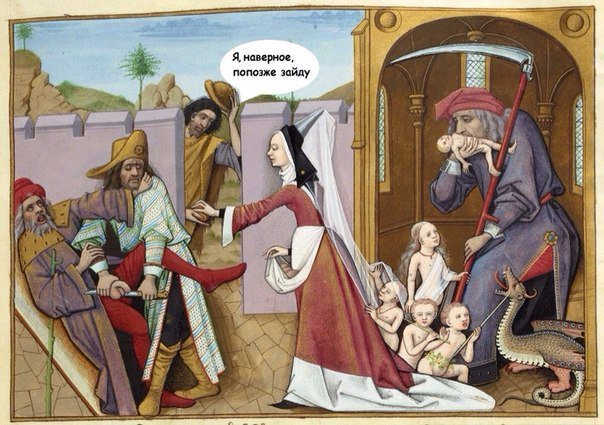 Я, наверное,
попозже зайду